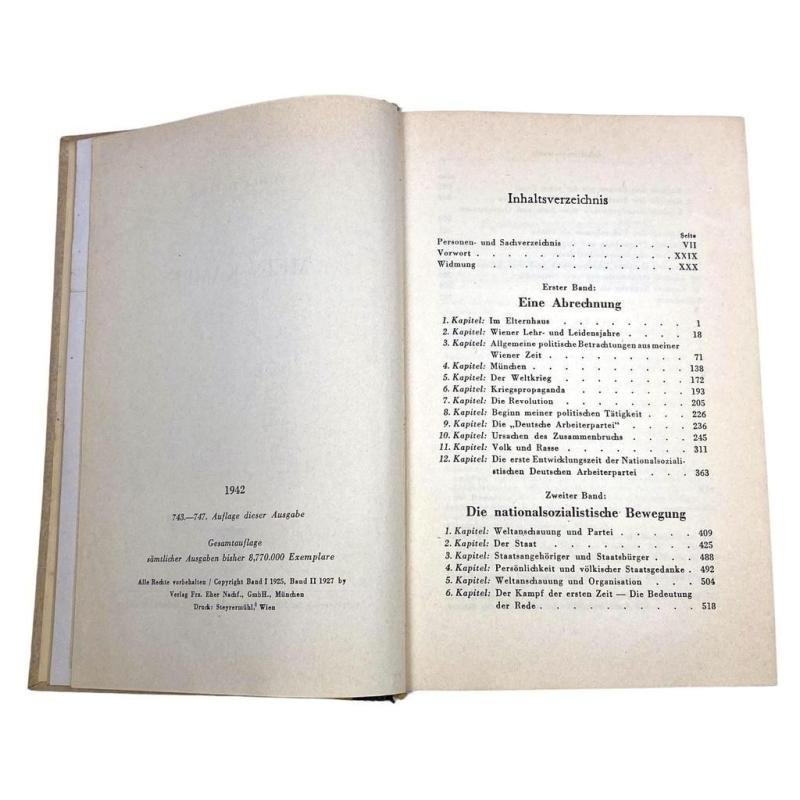 1942
743.—747. Auflage dieser Ausgabe
Gesamtauflage
sämtlicher Ausgaben bisher 8,770.000 Exemplare
Alle Rechte vorbehalten / Copyright Band I 1925, Band II 1927 by
Verlag Frz. Eher Nachf., GmbH., München
Druck: Steyrermühl, Wien
Inhaltsverzeichnis
Seite
Personen- und Sachverzeichnis . . . . . . . VII
Vorwort . . . . . . . . . . . . XXIX
Widmung . . . . . . . . . . . . XXX
Erster Band:
Eine Abrechnung
1. Kapitel: Im Elternhaus . . . . . . . . 1
2. Kapitel: Wiener Lehr- und Leidensjahre . . . . 18
3. Kapitel: Allgemeine politische Betrachtungen aus meiner
Wiener Zeit . . . . . . . . 71
4. Kapitel: München . . . . . . . . . 138
5. Kapitel: Der Weltkrieg . . . . . . . 172
6. Kapitel: Kriegspropaganda . . . . . . 193
7. Kapitel: Die Revolution . . . . . . . 205
8. Kapitel: Beginn meiner politischen Tätigkeit . . . 226
9. Kapitel: Die „Deutsche Arbeiterpartei“ . . . . 236
10. Kapitel: Ursachen des Zusammenbruchs . . . . 245
11. Kapitel: Volk und Rasse . . . . . . . 311
12. Kapitel: Die erste Entwicklungszeit der Nationalsozial-
istischen Deutschen Arbeiterpartei . . . . 363
Zweiter Band:
Die nationalsozialistische Bewegung
1. Kapitel: Weltanschauung und Partei . . . . . 409
2. Kapitel: Der Staat . . . . . . . . . 425
3. Kapitel: Staatsangehöriger und Staatsbürger . . . 488
4. Kapitel: Persönlichkeit und völkischer Staatsgedanke . 492
5. Kapitel: Weltanschauung und Organisation . . . . 504
6. Kapitel: Der Kampf der ersten Zeit — Die Bedeutung
der Rede . . . . . . . . . 518